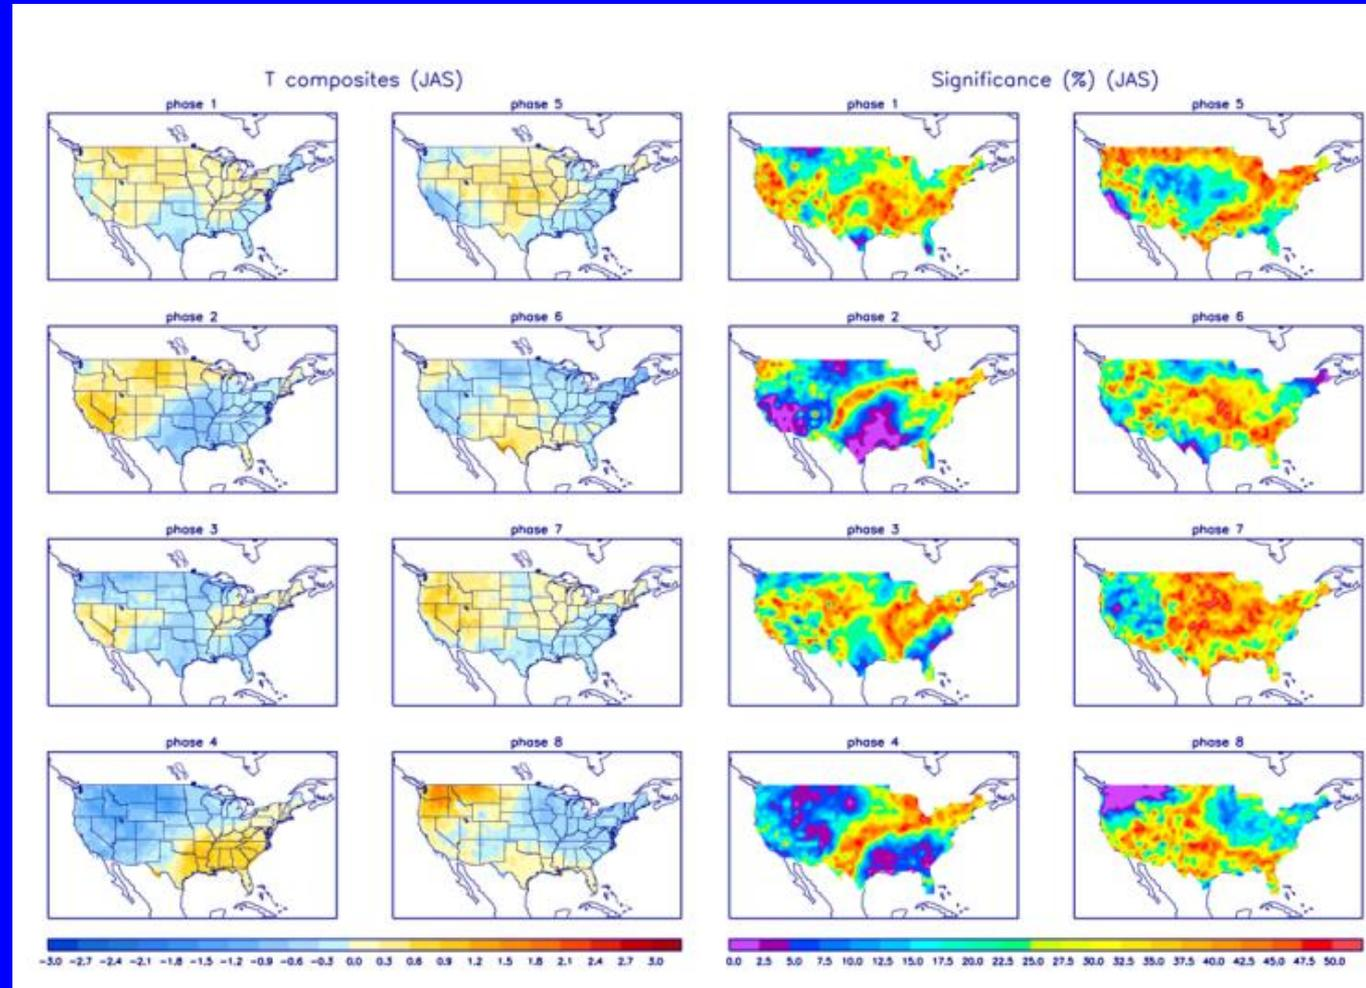 T composites (JAS)
Significance (%) (JAS)
phase 1
phase 5
phase 1
phase 5
phase 2
phase 6
phase 2
phase 6
phase 3
phase 7
phase 3
phase 7
phase 4
phase 8
phase 4
phase 8
-3.0 -2.7 -2.4 -2.1 -1.8 -1.5 -1.2 -0.9 -0.6 -0.3 0.0 0.3 0.6 0.9 1.2 1.5 1.8 2.1 2.4 2.7 3.0
0.0 2.5 5.0 7.5 10.0 12.5 15.0 17.5 20.0 22.5 25.0 27.5 30.0 32.5 35.0 37.5 40.0 42.5 45.0 47.5 50.0